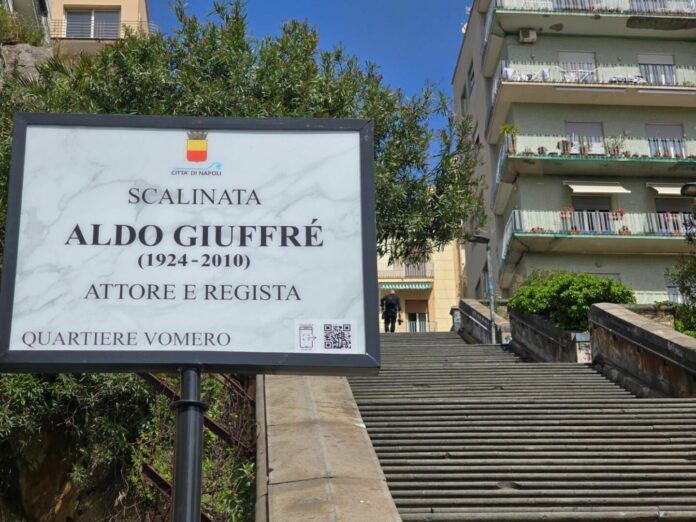 CITTÀ DI NAPOLI
SCALINATA
ALDO GIUFFRÉ
(1924-2010)
ATTORE E REGISTA
QUARTIERE VOMERO